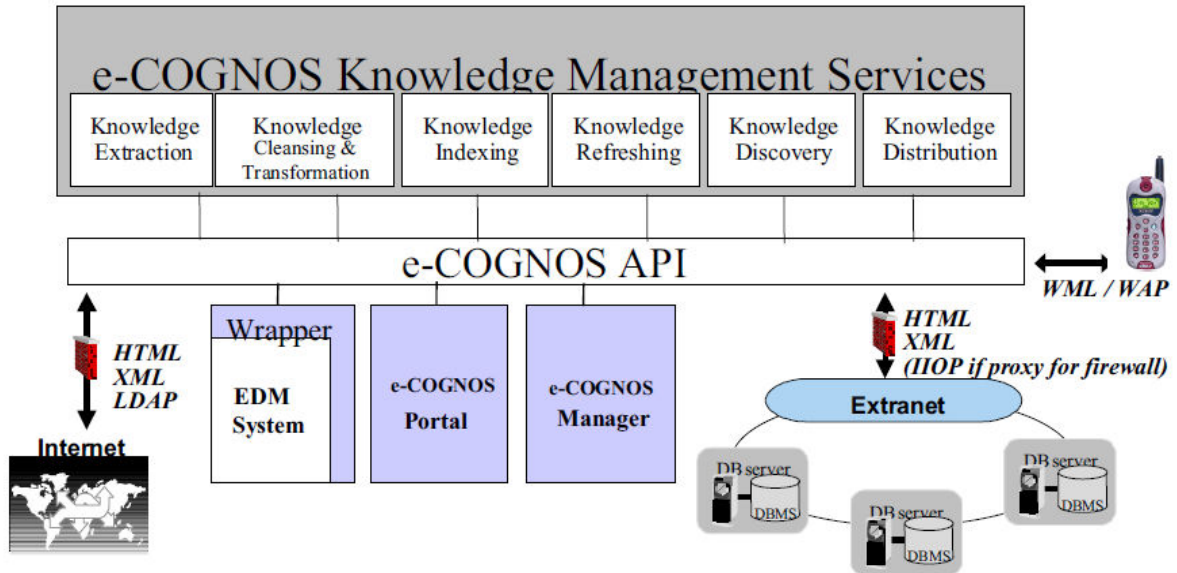 e-COGNOS Knowledge Management Services
Knowledge
Extraction
Knowledge
Cleansing &
Transformation
Knowledge
Indexing
Knowledge
Refreshing
Knowledge
Discovery
Knowledge
Distribution
e-COGNOS API
WML / WAP
HTML
XML
LDAP
Internet
Wrapper
EDM
System
e-COGNOS
Portal
e-COGNOS
Manager
HTML
XML
(IIOP if proxy for firewall)
Extranet
DB server
DBMS
DB server
DBMS
DB server
DBMS